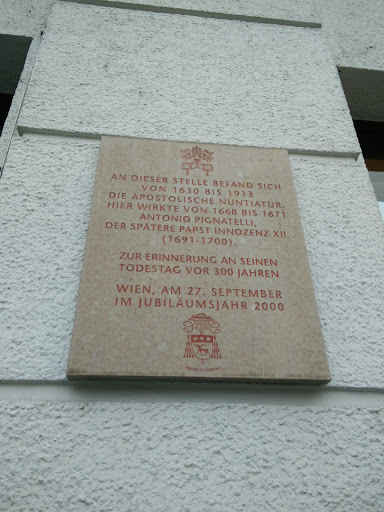 AN DIESER STELLE BEFAND SICH
VON 1630 BIS 1913
DIE APOSTOLISCHE NUNTIATUR,
HIER WIRKTE VON 1668 BIS 1671
ANTONIO PIGNATELLI,
DER SPÄTERE PAPST INNOZENZ XII.
(1691-1700).
ZUR ERINNERUNG AN SEINEN
TODESTAG VOR 300 JAHREN
WIEN, AM 27. SEPTEMBER
IM JUBILÄUMSJAHR 2000